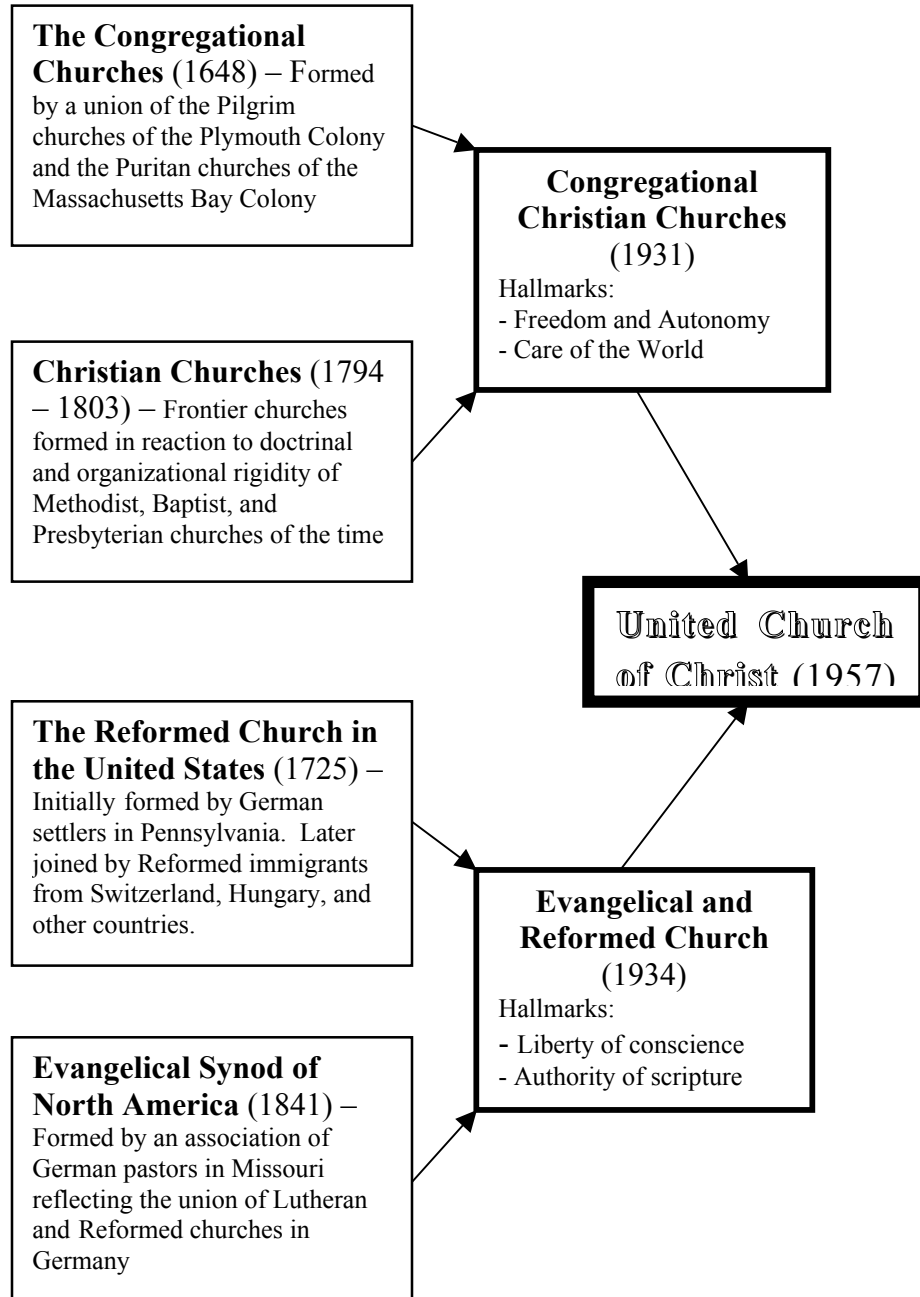 The Congregational
Churches (1648) – Formed
by a union of the Pilgrim
churches of the Plymouth Colony
and the Puritan churches of the
Massachusetts Bay Colony
Congregational
Christian Churches
(1931)
Hallmarks:
- Freedom and Autonomy
- Care of the World
Christian Churches (1794
– 1803) – Frontier churches
formed in reaction to doctrinal
and organizational rigidity of
Methodist, Baptist, and
Presbyterian churches of the time
United Church
of Christ (1957)
The Reformed Church in
the United States (1725) –
Initially formed by German
settlers in Pennsylvania.  Later
joined by Reformed immigrants
from Switzerland, Hungary, and
other countries.
Evangelical and
Reformed Church
(1934)
Hallmarks:
- Liberty of conscience
- Authority of scripture
Evangelical Synod of
North America (1841) –
Formed by an association of
German pastors in Missouri
reflecting the union of Lutheran
and Reformed churches in
Germany